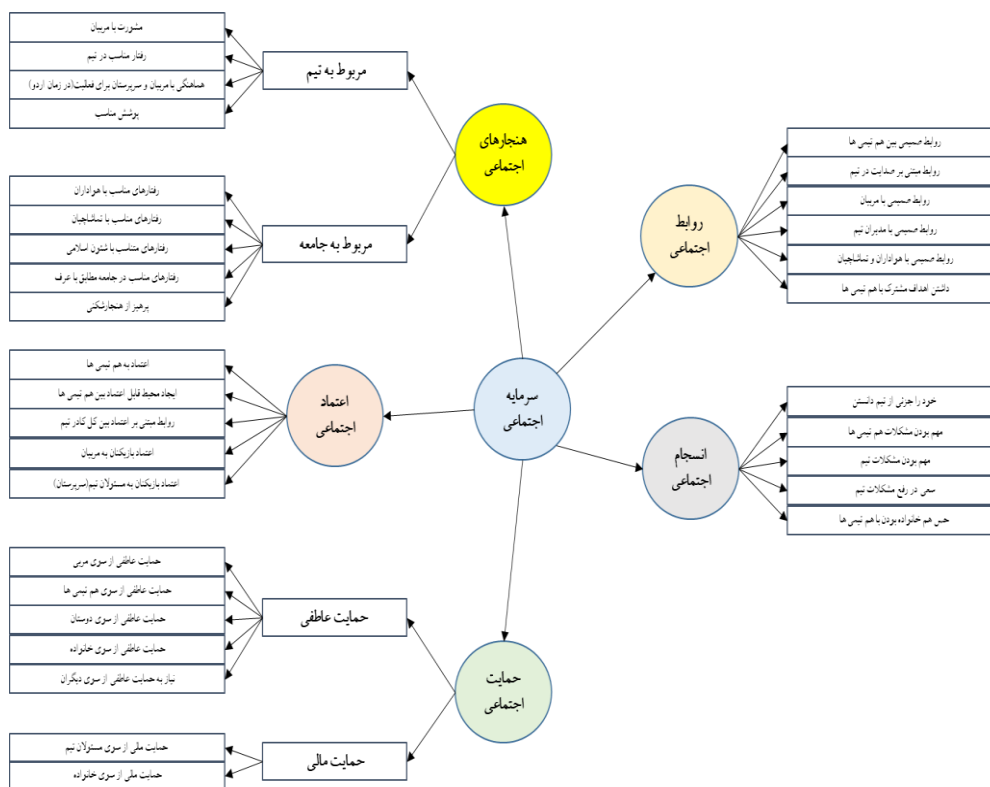 هنجارهای
اجتماعی
مربوط به تیم
مشورت با مربیان
رفتار مناسب در تیم
هماهنگی با مربیان و سرپرستان برای فعالیت(در زمان اردو)
پوشش مناسب
مربوط به جامعه
رفتارهای مناسب با هواداران
رفتارهای مناسب با تماشاچیان
رفتارهای متناسب با شئون اسلامی
رفتارهای مناسب در جامعه مطابق با عرف
پرهیز از هنجارشکنی
روابط
اجتماعی
روابط صمیمی بین هم تیمی ها
روابط مبتنی بر صداقت در تیم
روابط صمیمی با مربیان
روابط صمیمی با مدیران تیم
روابط صمیمی با هواداران و تماشاچیان
داشتن اهداف مشترک با هم تیمی ها
سرمایه
اجتماعی
اعتماد
اجتماعی
اعتماد به هم تیمی ها
ایجاد محیط قابل اعتماد بین هم تیمی ها
روابط مبتنی بر اعتماد بین کل کادر تیم
اعتماد بازیکنان به مربیان
اعتماد بازیکنان به مسئولان تیم(سرپرستان)
انسجام
اجتماعی
خود را جزئی از تیم دانستن
مهم بودن مشکلات هم تیمی ها
مهم بودن مشکلات تیم
سعی در رفع مشکلات تیم
حس هم خانواده بودن با هم تیمی ها
حمایت
اجتماعی
حمایت عاطفی
حمایت عاطفی از سوی مربی
حمایت عاطفی از سوی هم تیمی ها
حمایت عاطفی از سوی دوستان
حمایت عاطفی از سوی خانواده
نیاز به حمایت عاطفی از سوی دیگران
حمایت مالی
حمایت ملی از سوی مسئولان تیم
حمایت ملی از سوی خانواده